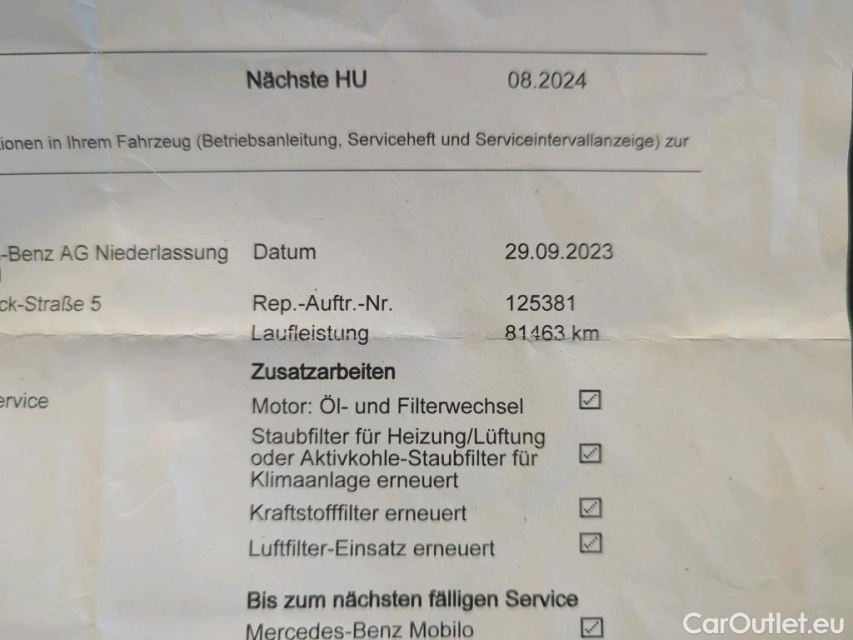 Nächste HU 08.2024
ionen in Ihrem Fahrzeug (Betriebsanleitung, Serviceheft und Serviceintervallanzeige) zur
-Benz AG Niederlassung Datum 29.09.2023
ck-Straße 5 Rep.-Auftr.-Nr. 125381
Laufleistung 81463 km
Zusatzarbeiten
ervice Motor: Öl- und Filterwechsel
Staubfilter für Heizung/Lüftung
oder Aktivkohle-Staubfilter für
Klimaanlage erneuert
Kraftstofffilter erneuert
Luftfilter-Einsatz erneuert
Bis zum nächsten fälligen Service
Mercedes-Benz Mobilo
CarOutlet.eu